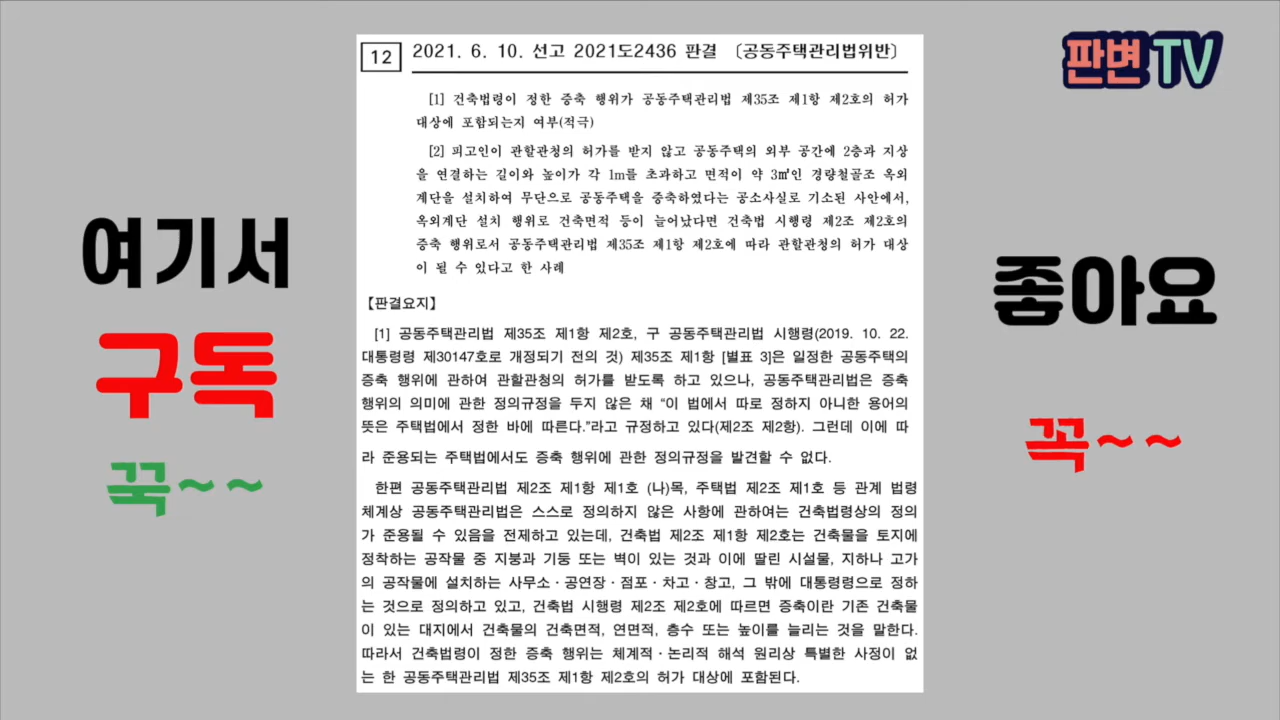 12 2021. 6. 10. 선고 2021도2436 판결 〔공동주택관리법위반〕
판변 TV
[1] 건축법령이 정한 증축 행위가 공동주택관리법 제35조 제1항 제2호의 허가
대상에 포함되는지 여부(적극)
[2] 피고인이 관할관청의 허가를 받지 않고 공동주택의 외부 공간에 2층과 지상
을 연결하는 길이와 높이가 각 1m를 초과하고 면적이 약 3㎡인 경량철골조 옥외
계단을 설치하여 무단으로 공동주택을 증축하였다는 공소사실로 기소된 사안에서,
옥외계단 설치 행위로 건축면적 등이 늘어났다면 건축법 시행령 제2조 제2호의
증축 행위로서 공동주택관리법 제35조 제1항 제2호에 따라 관할관청의 허가 대상
이 될 수 있다고 한 사례
【판결요지】
[1] 공동주택관리법 제35조 제1항 제2호, 구 공동주택관리법 시행령(2019. 10. 22.
대통령령 제30147호로 개정되기 전의 것) 제35조 제1항 [별표 3]은 일정한 공동주택의
증축 행위에 관하여 관할관청의 허가를 받도록 하고 있으나, 공동주택관리법은 증축
행위의 의미에 관한 정의규정을 두지 않은 채 “이 법에서 따로 정하지 아니한 용어의
뜻은 주택법에서 정한 바에 따른다.”라고 규정하고 있다(제2조 제2항). 그런데 이에 따
라 준용되는 주택법에서도 증축 행위에 관한 정의규정을 발견할 수 없다.
한편 공동주택관리법 제2조 제1항 제1호 (나)목, 주택법 제2조 제1호 등 관계 법령
체계상 공동주택관리법은 스스로 정의하지 않은 사항에 관하여는 건축법령상의 정의
가 준용될 수 있음을 전제하고 있는데, 건축법 제2조 제1항 제2호는 건축물을 토지에
정착하는 공작물 중 지붕과 기둥 또는 벽이 있는 것과 이에 딸린 시설물, 지하나 고가
의 공작물에 설치하는 사무소·공연장·점포·차고·창고, 그 밖에 대통령령으로 정하
는 것으로 정의하고 있고, 건축법 시행령 제2조 제2호에 따르면 증축이란 기존 건축물
이 있는 대지에서 건축물의 건축면적, 연면적, 층수 또는 높이를 늘리는 것을 말한다.
따라서 건축법령이 정한 증축 행위는 체계적·논리적 해석 원리상 특별한 사정이 없
는 한 공동주택관리법 제35조 제1항 제2호의 허가 대상에 포함된다.
여기서
구독
꾹~~
좋아요
꼭~~